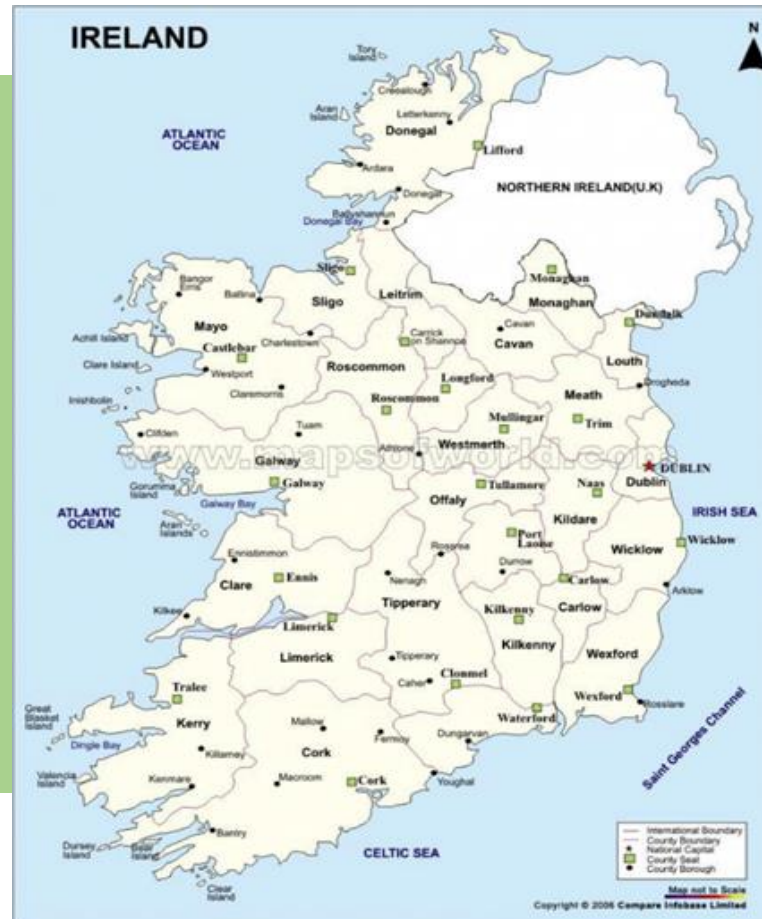 IRELAND
N
Tory
Island
Creealough
Aran
Island
Letterkenny
Donegal
ATLANTIC
OCEAN
Lifford
Ardara
NORTHERN IRELAND(U.K)
Donegal
Ballyshannun
Donegal Bay
Sligo
Monaghan
Bangor
Erris
Ballina
Sligo
Leitrim
Monaghan
Dundalk
Mayo
Carrick
on Shannon
Cavan
Achill Island
Charlestown
Cavan
Castlebar
Louth
Clare Island
Westport
Roscommon
Longford
Meath
Drogheda
Claremorris
Inishbolin
Roscommon
Mullingar
Trim
Clifden
Tuam
Westmerth
www.mapsofworld.com
Athlone
Galway
DUBLIN
Dublin
Gorumna
Island
Galway
Offaly
Tullamore
Naas
Galway Bay
ATLANTIC
OCEAN
Aran
Islands
Kildare
IRISH SEA
Port
Laoise
Wicklow
Wicklow
Ennistimmon
Rossrea
Durrow
Clare
Ennis
Nenagh
Carlow
Arklow
Tipperary
Carlow
Kilkee
Limerick
Kilkenny
Kilkenny
Limerick
Tipperary
Wexford
Caher
Clonmel
Tralee
Wexford
Rosslare
Great
Blasket
Island
Waterford
Kerry
Mallow
Fermoy
Dungarvan
Dingle Bay
Killarney
Cork
Saint Georges Channel
Valencia
Island
Kenmare
Macroom
Cork
Youghal
Bantry
Dursey
Island
Bear
Island
CELTIC SEA
Clear
Island
International Boundary
County Boundary
National Capital
County Seat
County Borough
Map not to Scale
Copyright © 2006 Compare Infobase Limited